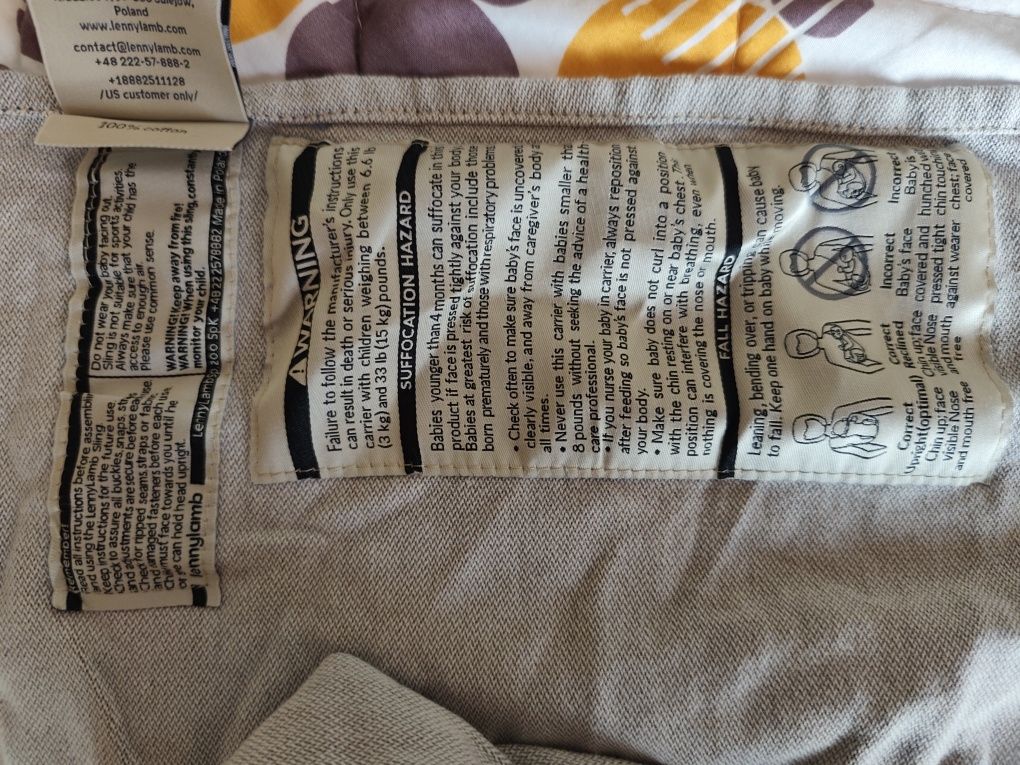 Poland
www.lennylamb.com
contact@lennylamb.com
+48 222-57-888-2
+18882511128
/US customer only/
100% cotton
Remember!
Read all instructions before assembling
and using the LennyLamb Sling.
Keep instructions for the future use.
Check to assure all buckles, snaps, st
and adjustments are secure before ea
Check for ripped seams straps or fabric
and damaged fasteners before each use
Child must face towards you until he
or she can hold head upright.
lennylamb
Do not wear your baby facing out.
Sling is not suitable for sports activities.
Always make sure that your child has the
access to enough air.
Please use common sense.
WARNING! Keep away from fire!
WARNING! When using this sling, constantly
monitor your child.
LennyLamb sp z oo SpK +48222578882 Made in Poland
WARNING
Failure to follow the manufacturer's instructions
can result in death or serious injury. Only use this
carrier with children weighing between 6,6 lb
(3 kg) and 33 lb (15 kg) pounds.
SUFFOCATION HAZARD
Babies younger than 4 months can suffocate in this
product if face is pressed tightly against your body.
Babies at greatest risk of suffocation include those
born prematurely and those with respiratory problems.
• Check often to make sure baby's face is uncovered,
clearly visible, and away from caregiver's body at
all times.
• Never use this carrier with babies smaller than
8 pounds without seeking the advice of a health
care professional.
• If you nurse your baby in carrier, always reposition
after feeding so baby's face is not pressed against
your body.
• Make sure baby does not curl into a position
with the chin resting on or near baby's chest. This
position can interfere with breathing, even when
nothing is covering the nose or mouth.
FALL HAZARD
Leaning, bending over, or tripping can cause baby
to fall. Keep one hand on baby while moving.
Correct
Upright(optimal)
Chin up; face
visible Nose
and mouth free
Correct
Reclined
Chin up; face
visible Nose
and mouth
free
Incorrect
Baby's face
covered and
pressed tight
against wearer
Incorrect
Baby is
hunched w
chin touching
chest; face
covered